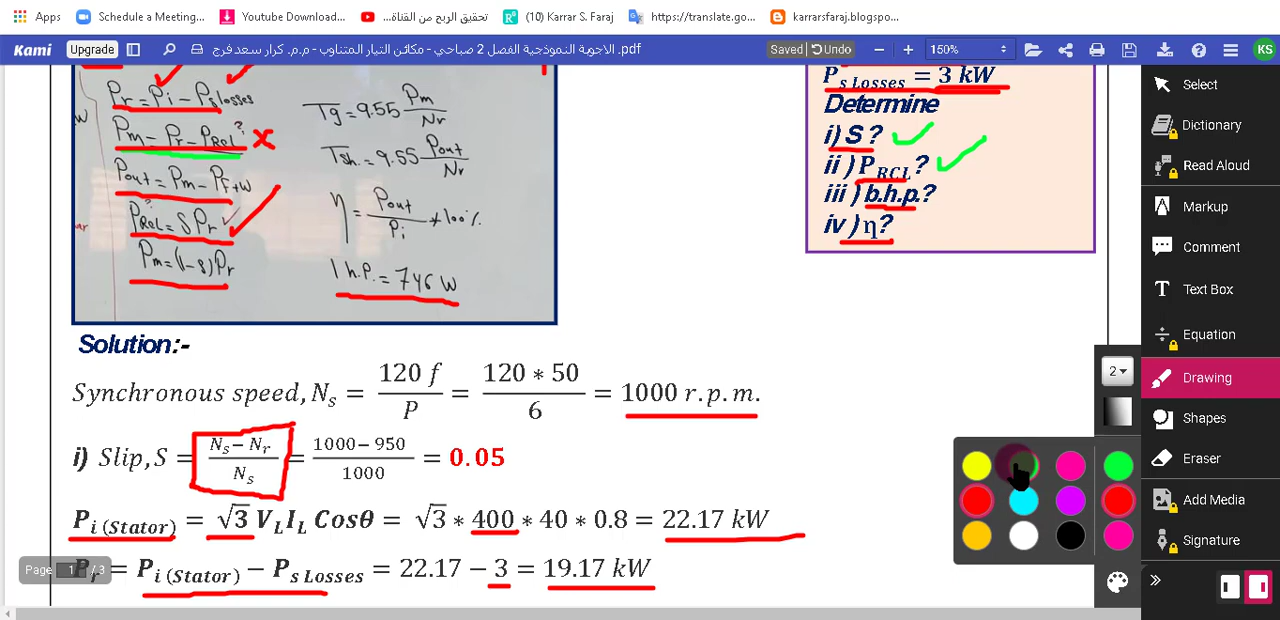 Apps Schedule a Meeting... Youtube Download... تحقيق الربح من القناة... (10) Karrar S. Faraj https://translate.go... karrarsfaraj.blogspo...
Kami Upgrade الاجوبة النموذجية الفصل 2 صباحي - مكائن التيار المتناوب - م.م. كرار سعد فرج.pdf Saved Undo 150%
KS
Pr = Pi - Ps losses
Pm = Pr - PRCL?
Pout = Pm - PF+W
PRCL = S Pr
Pm = (1-S) Pr
Tg = 9.55 Pm/Nr
Tsh. = 9.55 Pout/Nr
η = Pout/Pi * 100%
1 h.P. = 746 W
Ps Losses = 3 kW
Determine
i) S?
ii) PRCL?
iii) b.h.p.?
iv) η?
Solution:-
Synchronous speed, Ns = 120 f / P = 120 * 50 / 6 = 1000 r.p.m.
i) Slip, S = Ns - Nr / Ns = 1000 - 950 / 1000 = 0.05
Pi (Stator) = √3 VL IL Cosθ = √3 * 400 * 40 * 0.8 = 22.17 kW
Pr = Pi (Stator) - Ps Losses = 22.17 - 3 = 19.17 kW
Page 1 / 3
Select
Dictionary
Read Aloud
Markup
Comment
Text Box
Equation
2
Drawing
Shapes
Eraser
Add Media
Signature